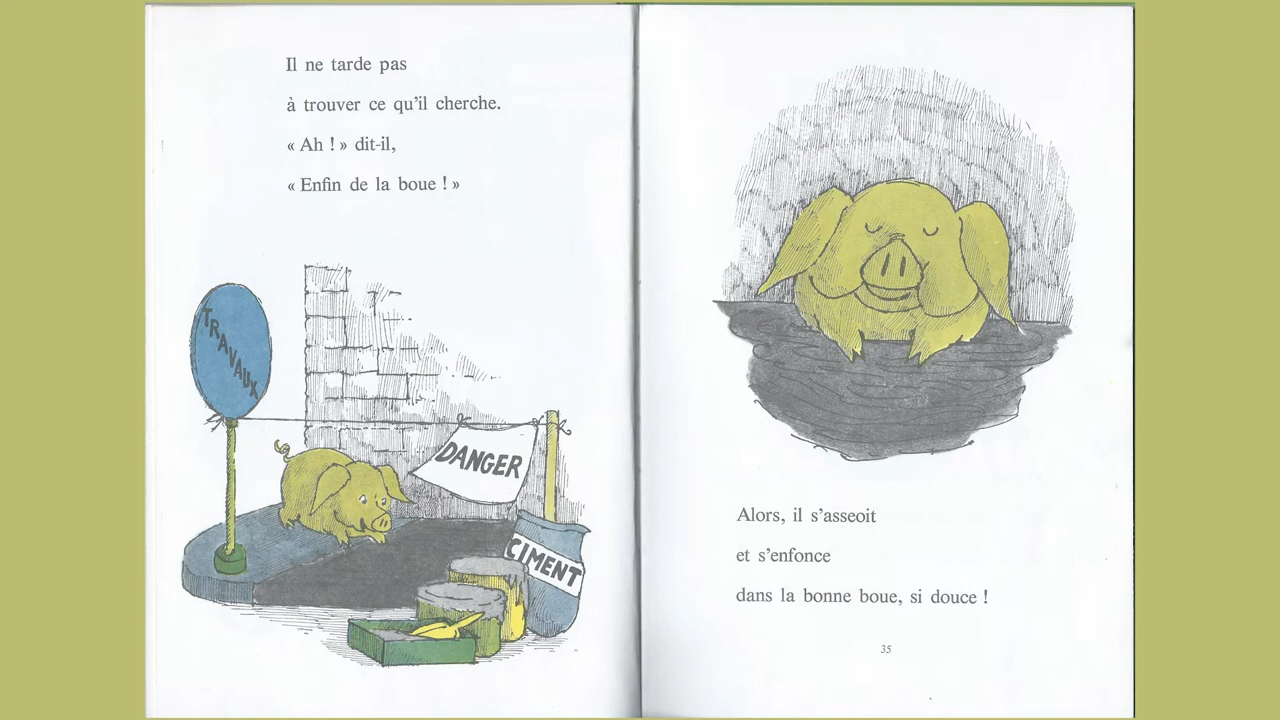 Il ne tarde pas
à trouver ce qu'il cherche.
« Ah ! » dit-il,
« Enfin de la boue ! »
TRAVAUX
DANGER
CIMENT
Alors, il s'asseoit
et s'enfonce
dans la bonne boue, si douce !
35